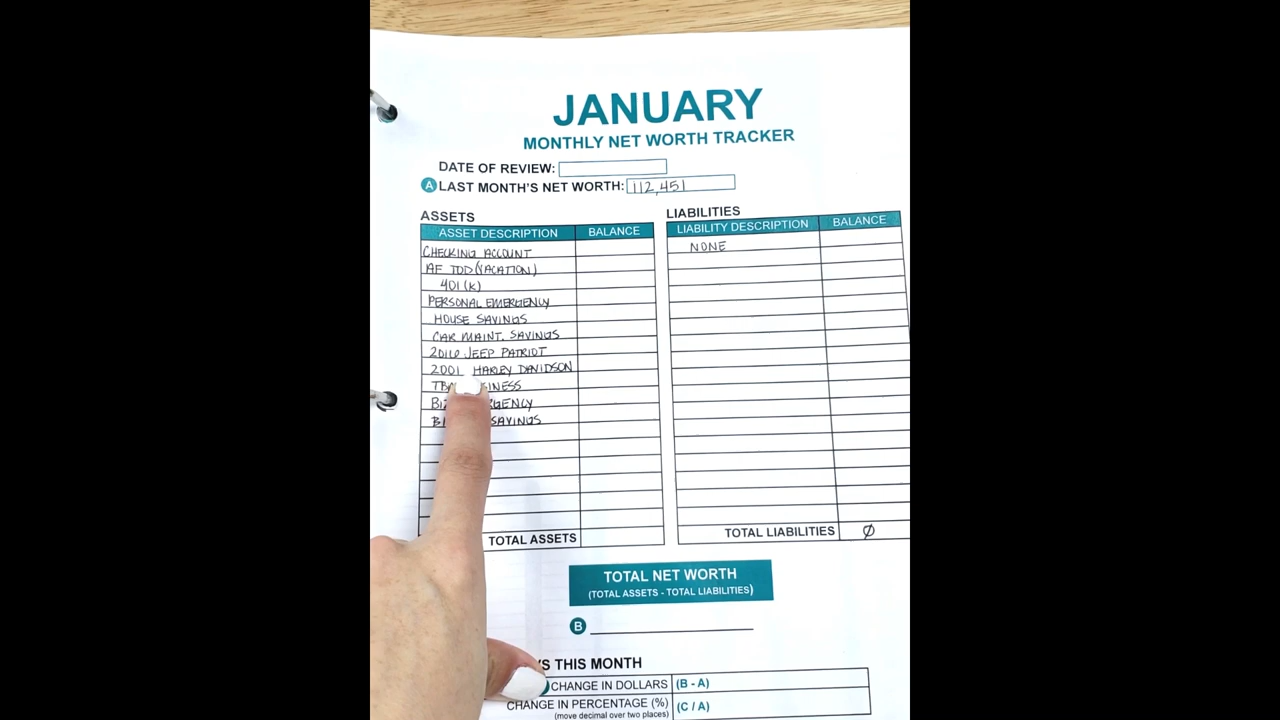 JANUARY
MONTHLY NET WORTH TRACKER
DATE OF REVIEW:
A LAST MONTH'S NET WORTH: 112,451
ASSETS
ASSET DESCRIPTION BALANCE
CHECKING ACCOUNT
AF TDD (VACATION)
401(K)
PERSONAL EMERGENCY
HOUSE SAVINGS
CAR MAINT. SAVINGS
2016 JEEP PATRIOT
2001 HARLEY DAVIDSON
SAVINGS
TOTAL ASSETS
LIABILITIES
LIABILITY DESCRIPTION BALANCE
NONE
TOTAL LIABILITIES Ø
TOTAL NET WORTH
(TOTAL ASSETS - TOTAL LIABILITIES)
B
THIS MONTH
CHANGE IN DOLLARS (B - A)
CHANGE IN PERCENTAGE (%) (C / A)
(move decimal over two places)